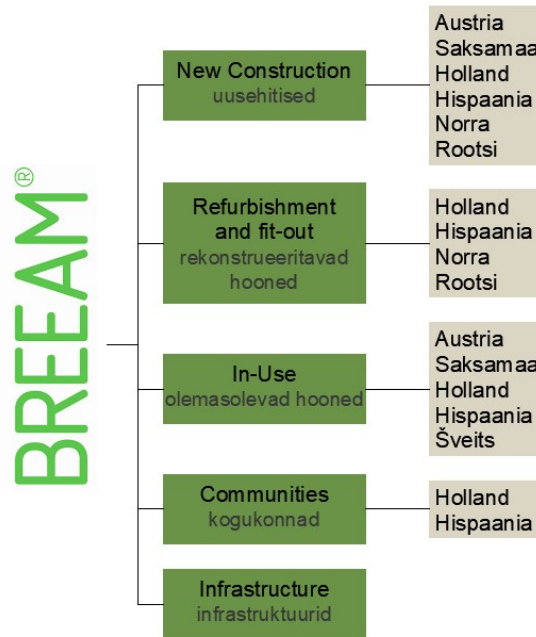 BREEAM®
New Construction
uusehitised
Austria
Saksamaa
Holland
Hispaania
Norra
Rootsi
Refurbishment
and fit-out
rekonstrueeritavad
hooned
Holland
Hispaania
Norra
Rootsi
In-Use
olemasolevad hooned
Austria
Saksamaa
Holland
Hispaania
Šveits
Communities
kogukonnad
Holland
Hispaania
Infrastructure
infrastruktuurid